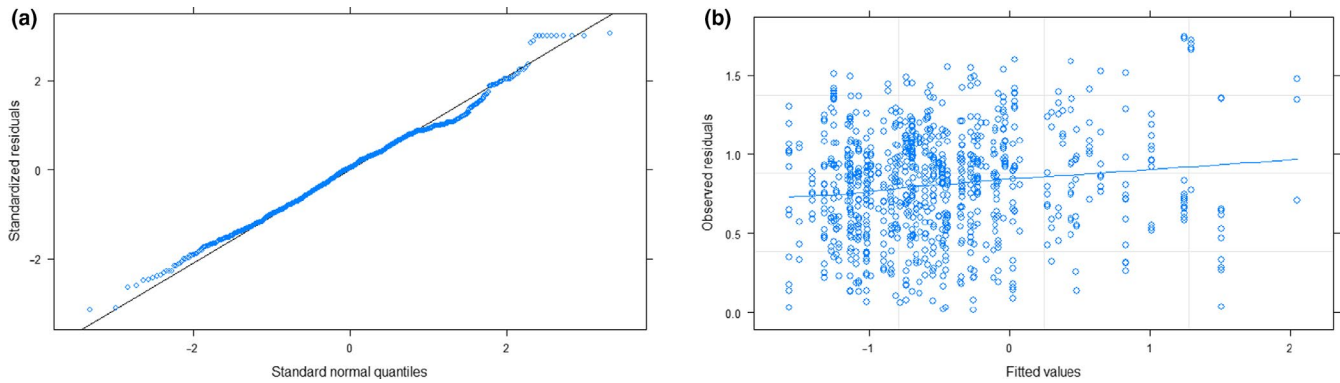 (a)
Standardized residuals
2
0
−2
−2
0
2
Standard normal quantiles
(b)
Observed residuals
1.5
1.0
0.5
0.0
−1
0
1
2
Fitted values